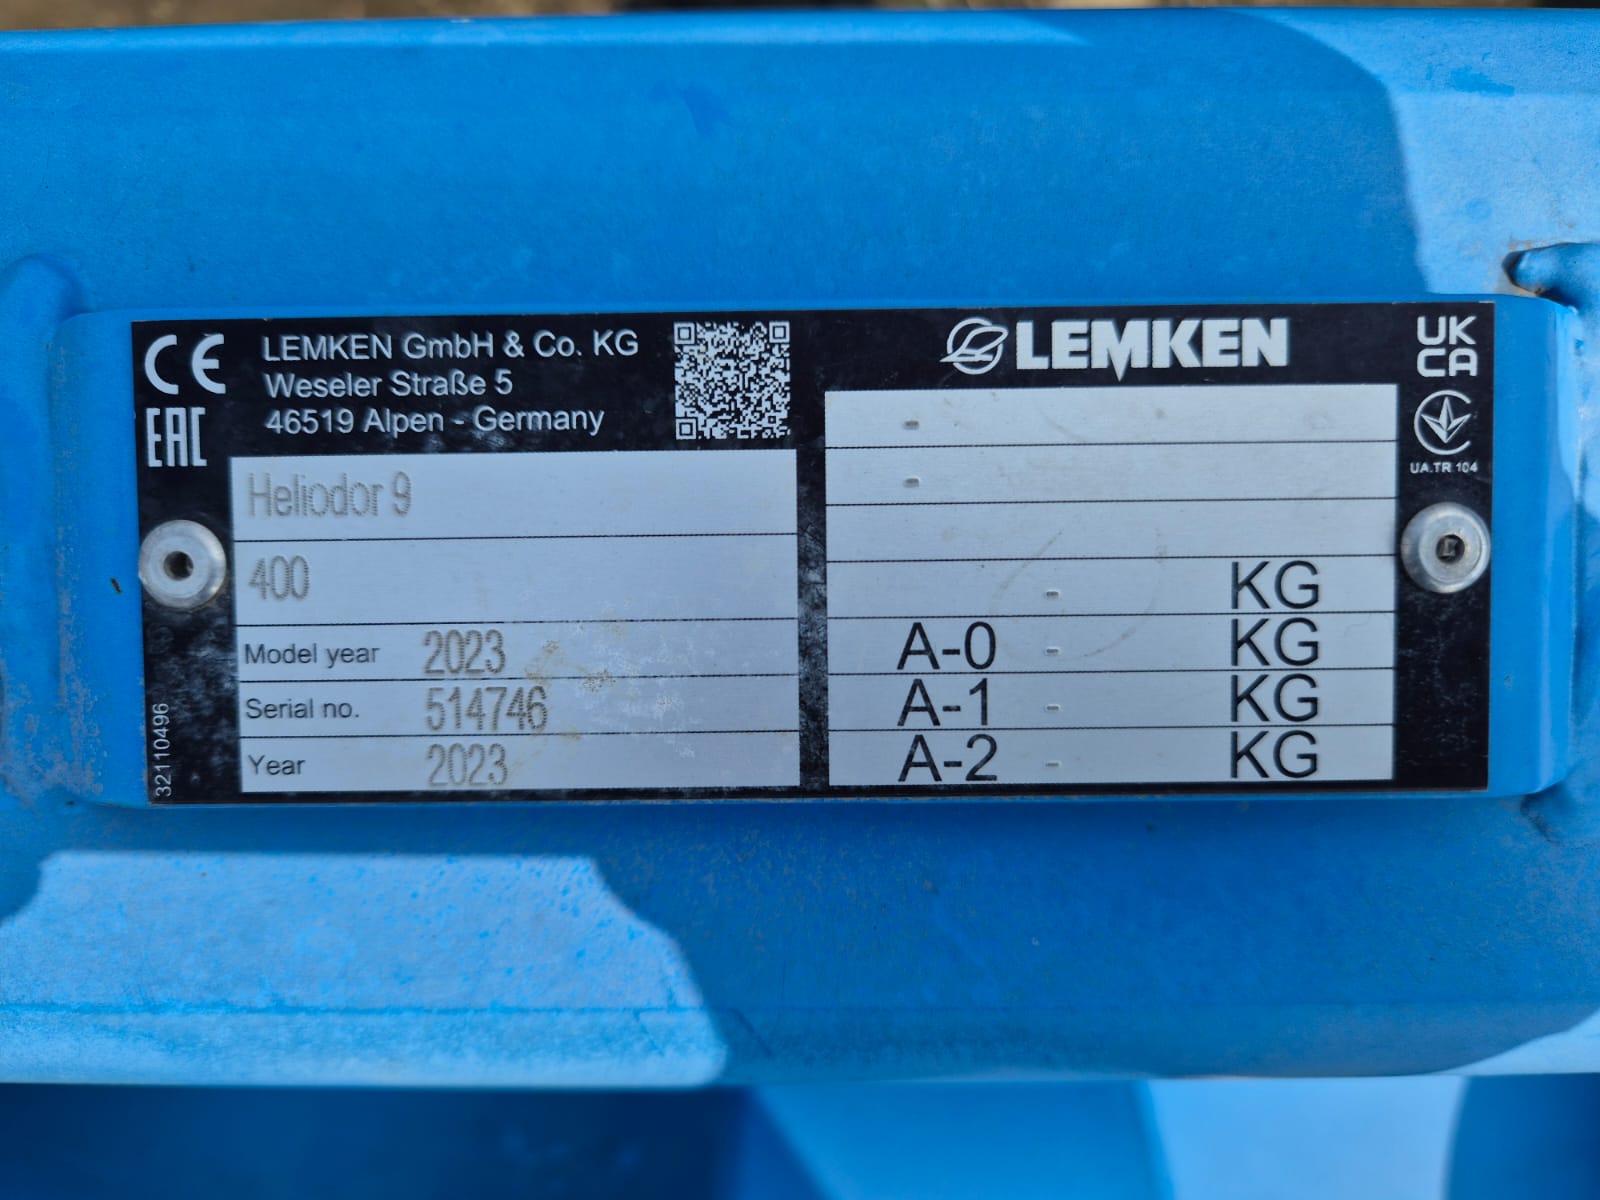 CE
EAC
LEMKEN GmbH & Co. KG
Weseler Straße 5
46519 Alpen - Germany
Heliodor 9
400
Model year 2023
Serial no. 514746
Year 2023
32110496
LEMKEN
-
-
- KG
A-0 - KG
A-1 - KG
A-2 - KG
UK
CA
UA.TR 104